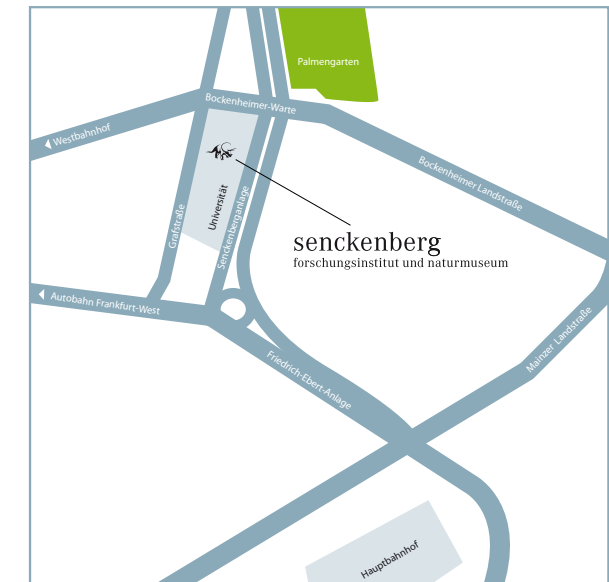 Palmengarten
Bockenheimer-Warte
Westbahnhof
Bockenheimer Landstraße
Universität
Grafstraße
Senckenberganlage
senckenberg
forschungsinstitut und naturmuseum
Autobahn Frankfurt-West
Mainzer Landstraße
Friedrich-Ebert-Anlage
Hauptbahnhof